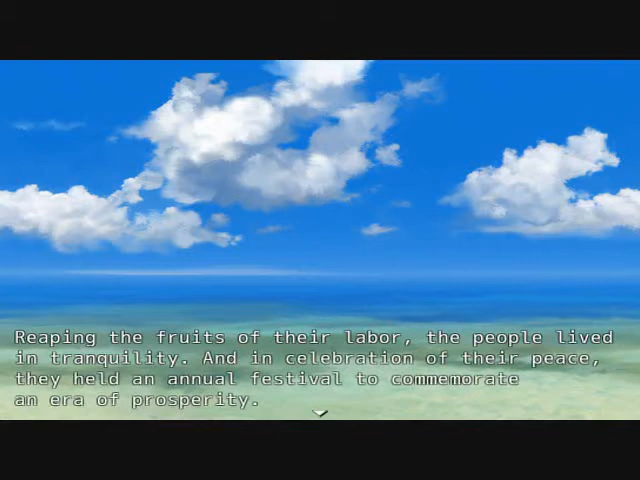 Reaping the fruits of their labor, the people lived
in tranquility. And in celebration of their peace,
they held an annual festival to commemorate
an era of prosperity.